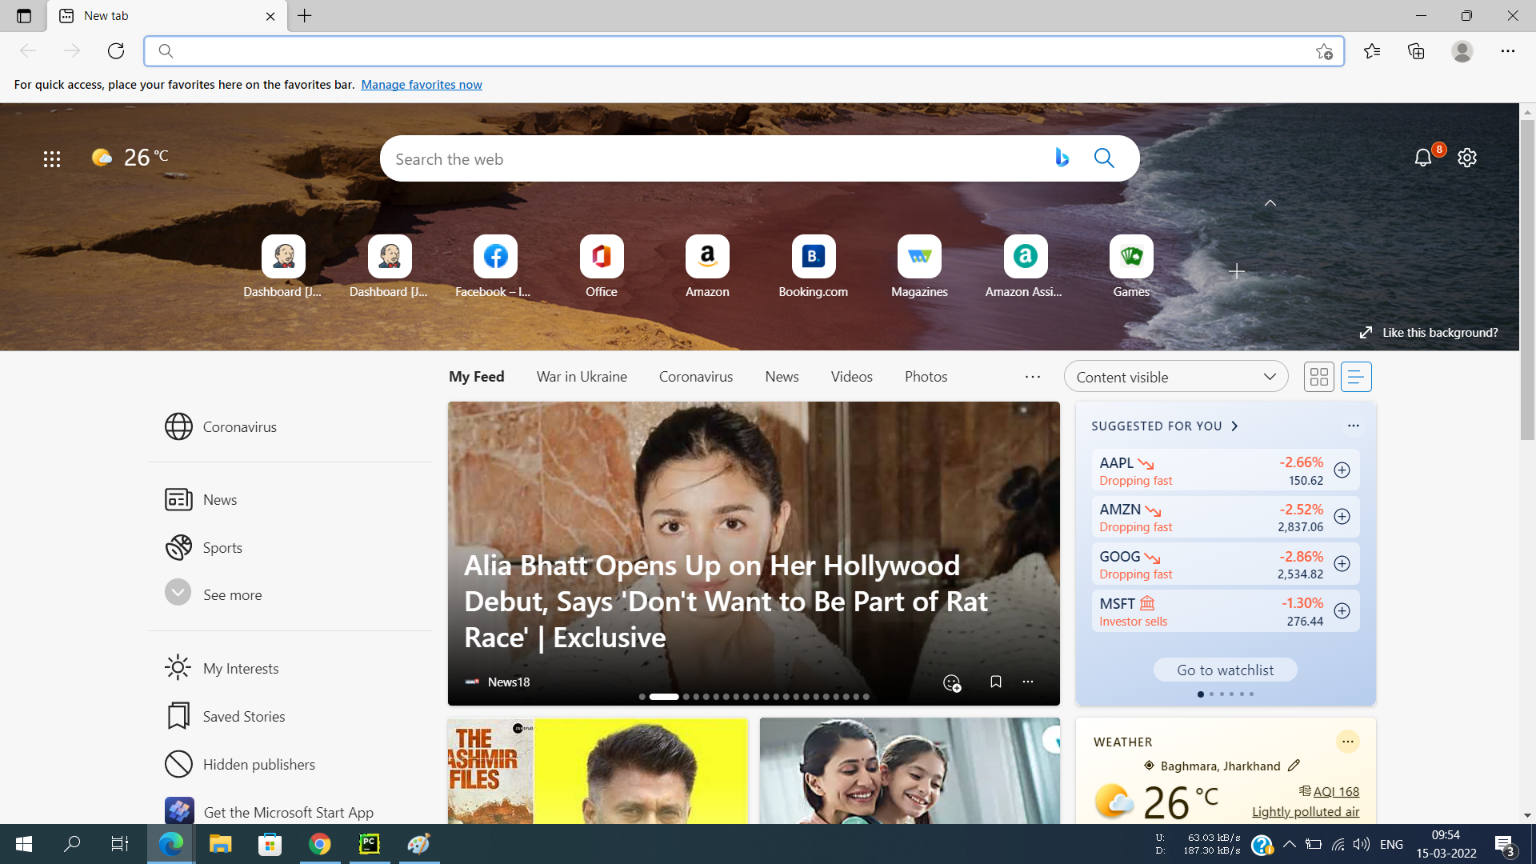 New tab
For quick access, place your favorites here on the favorites bar. Manage favorites now
26 °C
Search the web
8
Dashboard [J...
Dashboard [J...
Facebook – I...
Office
Amazon
Booking.com
Magazines
Amazon Assi...
Games
Like this background?
My Feed
War in Ukraine
Coronavirus
News
Videos
Photos
Content visible
Coronavirus
News
Sports
See more
My Interests
Saved Stories
Hidden publishers
Get the Microsoft Start App
Alia Bhatt Opens Up on Her Hollywood
Debut, Says 'Don't Want to Be Part of Rat
Race' | Exclusive
News18
SUGGESTED FOR YOU
AAPL -2.66%
Dropping fast 150.62
AMZN -2.52%
Dropping fast 2,837.06
GOOG -2.86%
Dropping fast 2,534.82
MSFT -1.30%
Investor sells 276.44
Go to watchlist
THE
KASHMIR
FILES
WEATHER
Baghmara, Jharkhand
26 °C
AQI 168
Lightly polluted air
U: 63.03 kB/s
D: 187.30 kB/s
ENG
09:54
15-03-2022
3